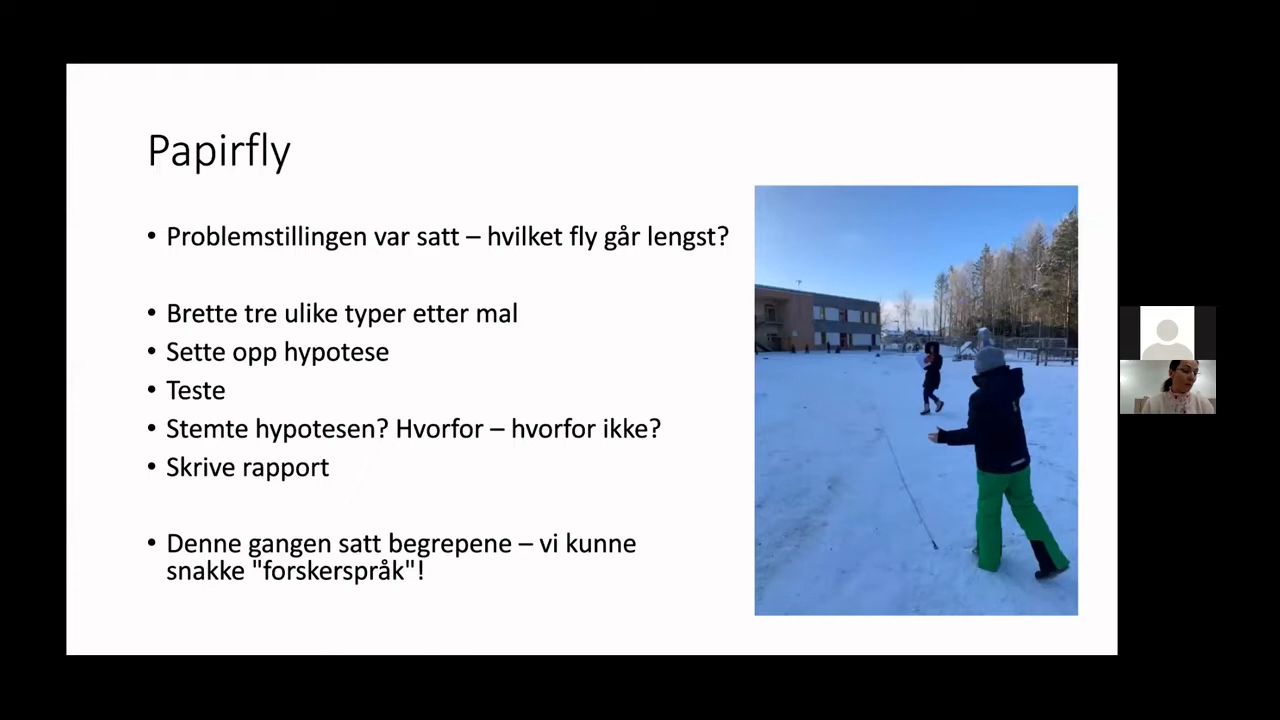 Papirfly
• Problemstillingen var satt – hvilket fly går lengst?
• Brette tre ulike typer etter mal
• Sette opp hypotese
• Teste
• Stemte hypotesen? Hvorfor – hvorfor ikke?
• Skrive rapport
• Denne gangen satt begrepene – vi kunne
snakke "forskerspråk"!